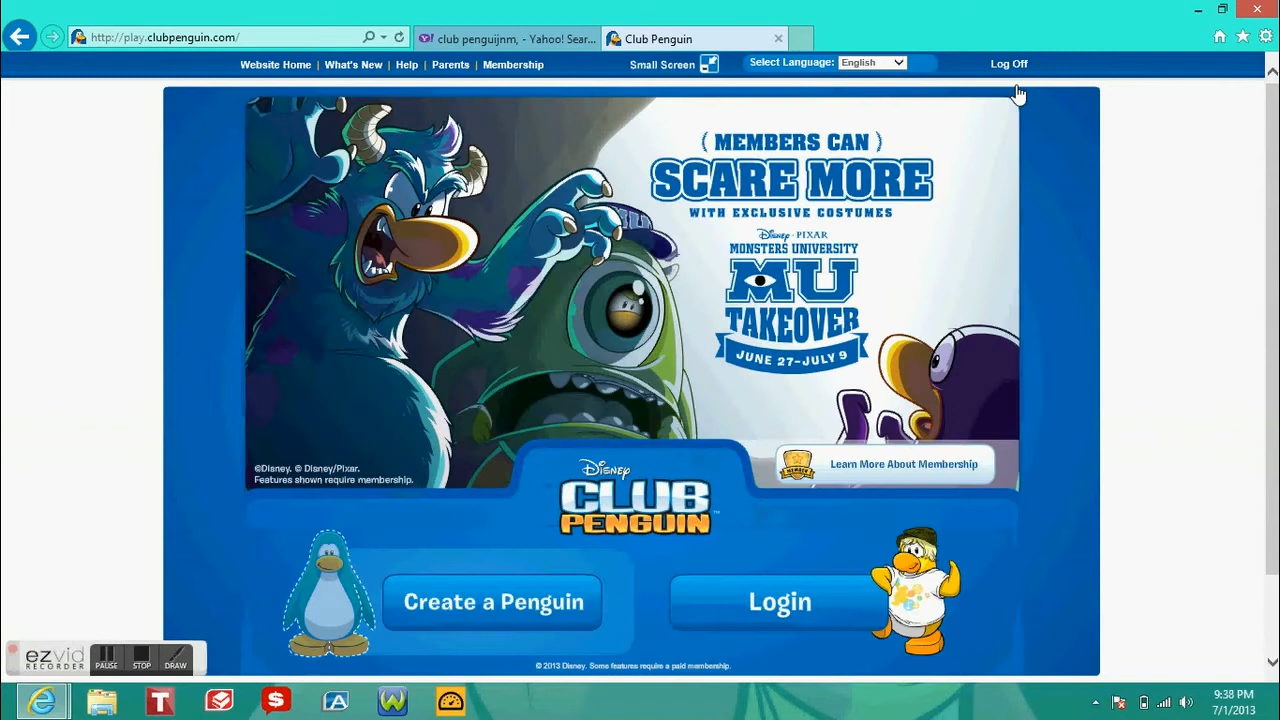 http://play.clubpenguin.com/
club penguijnm, - Yahoo! Sear...
Club Penguin
Website Home | What's New | Help | Parents | Membership
Small Screen
Select Language: English
Log Off
( MEMBERS CAN )
SCARE MORE
WITH EXCLUSIVE COSTUMES
Disney · PIXAR
MONSTERS UNIVERSITY
MU
TAKEOVER
JUNE 27-JULY 9
MU
©Disney. © Disney/Pixar.
Features shown require membership.
MEMBER
Learn More About Membership
Disney
CLUB
PENGUIN™
Create a Penguin
Login
ezvid
RECORDER
PAUSE
STOP
DRAW
© 2013 Disney. Some features require a paid membership.
T
$
A
W
9:38 PM
7/1/2013